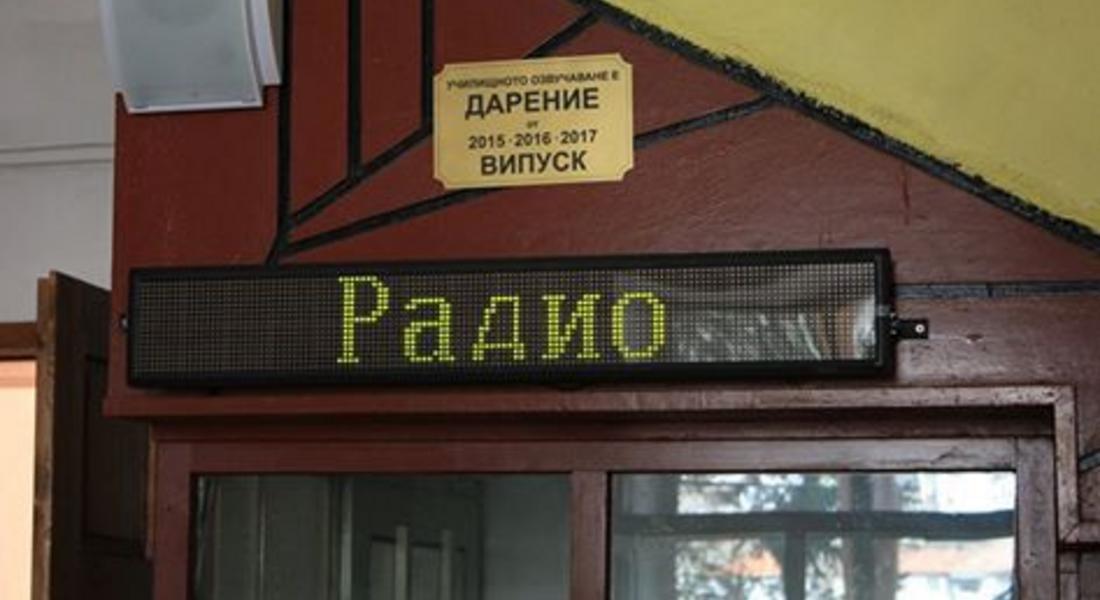 УЧИЛИЩНОТО ОЗВУЧАВАНЕ Е
ДАРЕНИЕ
от
2015 · 2016 · 2017
ВИПУСК
Радио